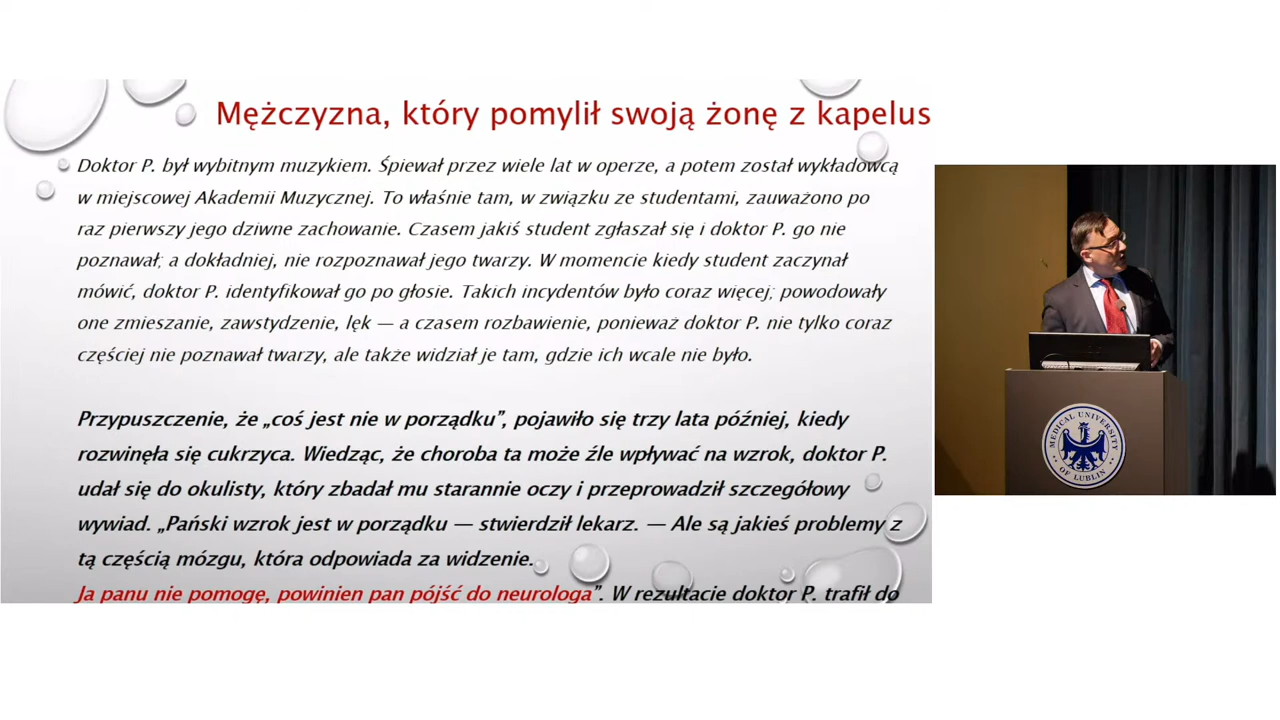 Mężczyzna, który pomylił swoją żonę z kapelus
Doktor P. był wybitnym muzykiem. Śpiewał przez wiele lat w operze, a potem został wykładowcą
w miejscowej Akademii Muzycznej. To właśnie tam, w związku ze studentami, zauważono po
raz pierwszy jego dziwne zachowanie. Czasem jakiś student zgłaszał się i doktor P. go nie
poznawał; a dokładniej, nie rozpoznawał jego twarzy. W momencie kiedy student zaczynał
mówić, doktor P. identyfikował go po głosie. Takich incydentów było coraz więcej; powodowały
one zmieszanie, zawstydzenie, lęk — a czasem rozbawienie, ponieważ doktor P. nie tylko coraz
częściej nie poznawał twarzy, ale także widział je tam, gdzie ich wcale nie było.
Przypuszczenie, że „coś jest nie w porządku”, pojawiło się trzy lata później, kiedy
rozwinęła się cukrzyca. Wiedząc, że choroba ta może źle wpływać na wzrok, doktor P.
udał się do okulisty, który zbadał mu starannie oczy i przeprowadził szczegółowy
wywiad. „Pański wzrok jest w porządku — stwierdził lekarz. — Ale są jakieś problemy z
tą częścią mózgu, która odpowiada za widzenie.
Ja panu nie pomogę, powinien pan pójść do neurologa”. W rezultacie doktor P. trafił do
MEDICAL UNIVERSITY
OF LUBLIN